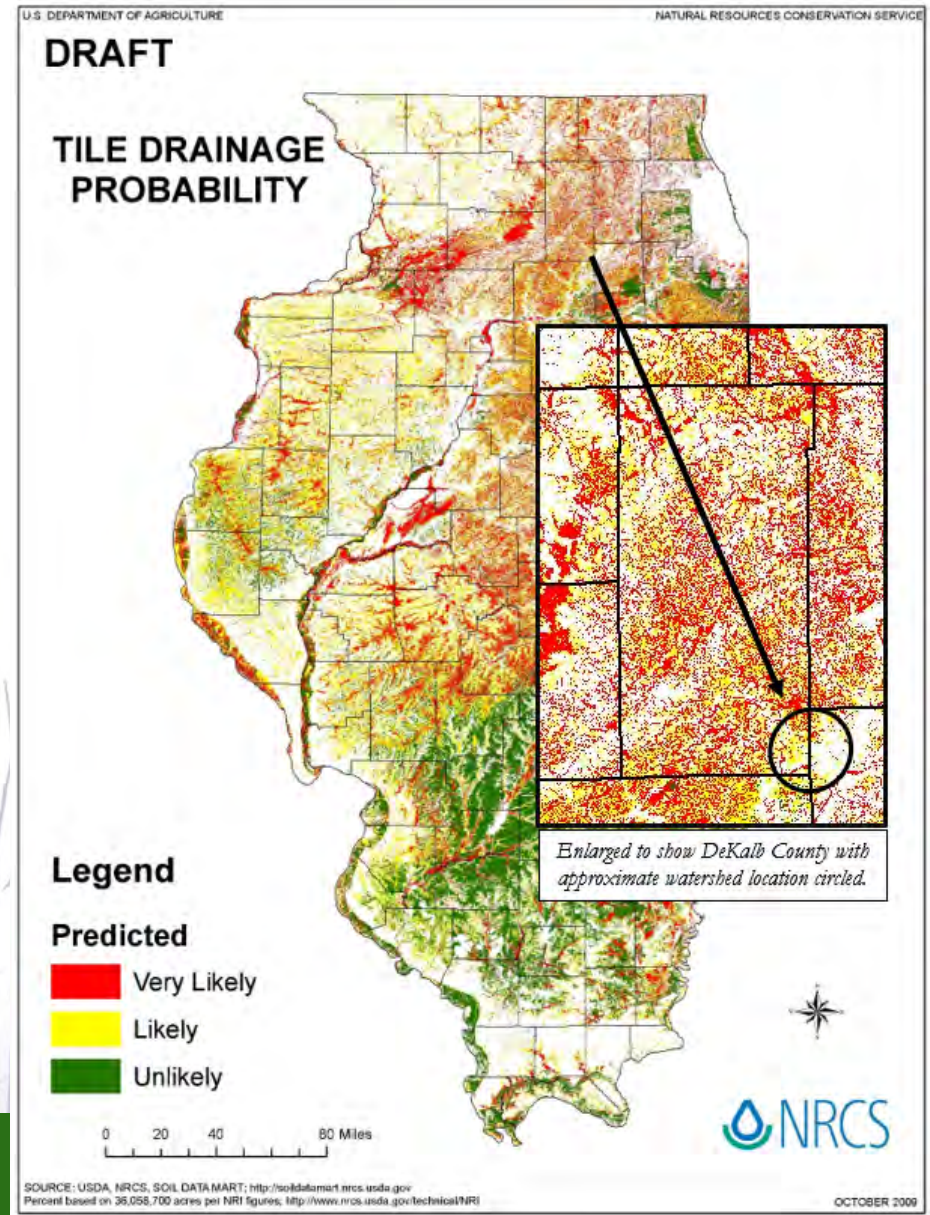 U.S. DEPARTMENT OF AGRICULTURE
NATURAL RESOURCES CONSERVATION SERVICE
DRAFT
TILE DRAINAGE
PROBABILITY
Enlarged to show DeKalb County with
approximate watershed location circled.
Legend
Predicted
Very Likely
Likely
Unlikely
0 20 40 80 Miles
NRCS
SOURCE: USDA, NRCS, SOIL DATA MART; http://soildatamart.nrcs.usda.gov
Percent based on 36,058,700 acres per NRI figures; http://www.nrcs.usda.gov/technical/NRI
OCTOBER 2009